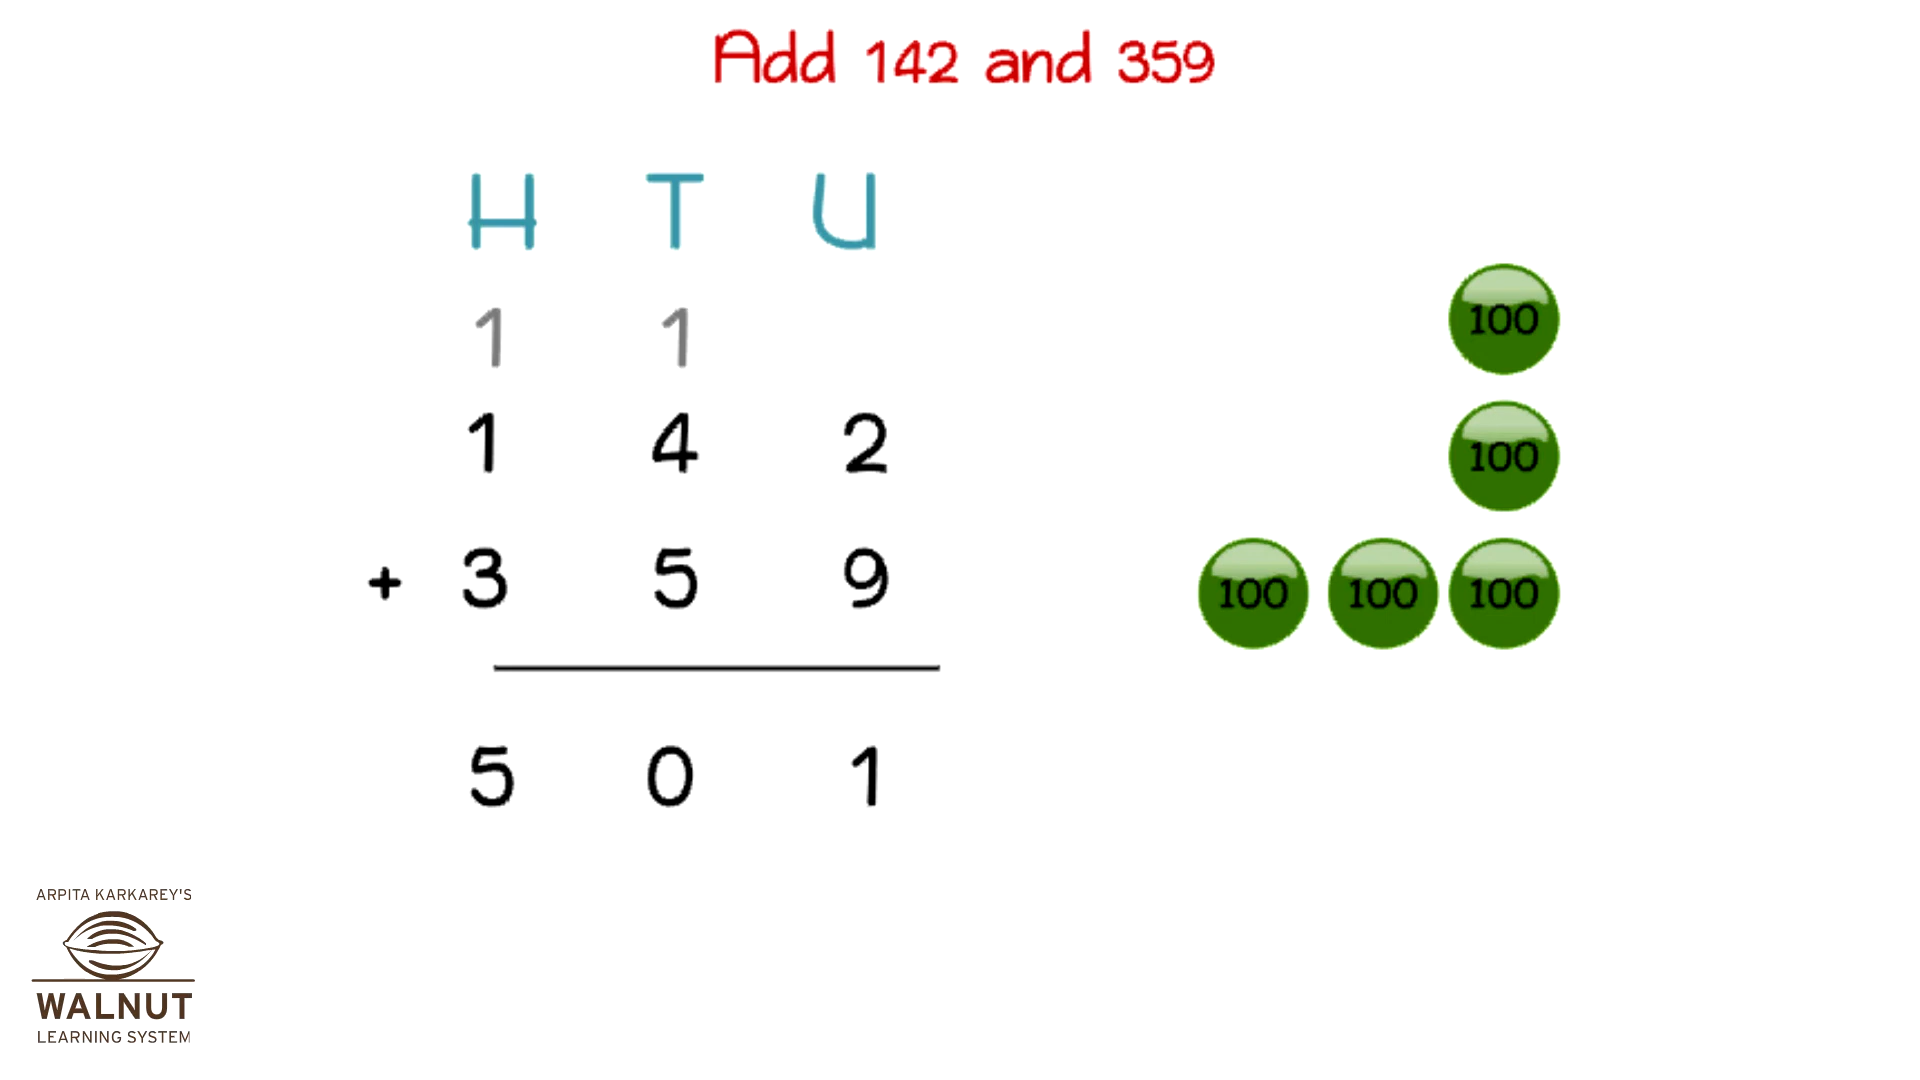 Add 142 and 359
H T U
1 1
100
1 4 2
100
+ 3 5 9
100 100 100
5 0 1
ARPITA KARKAREY'S
WALNUT
LEARNING SYSTEM